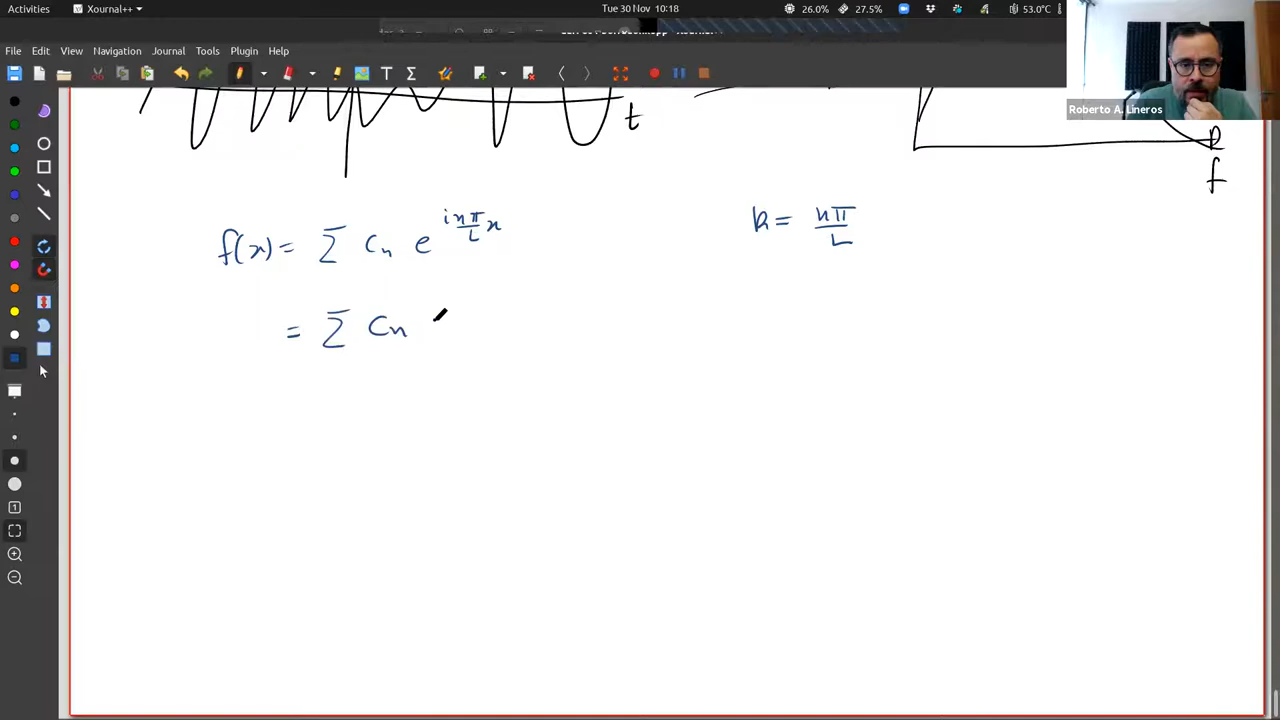 Activities Xournal++ Tue 30 Nov 10:18 26.0% 27.5% 53.0°C
File Edit View Navigation Journal Tools Plugin Help
Roberto A. Lineros
t
f
f(x) = Σ Cn e^{i nπ/L x}
k = nπ/L
= Σ Cn